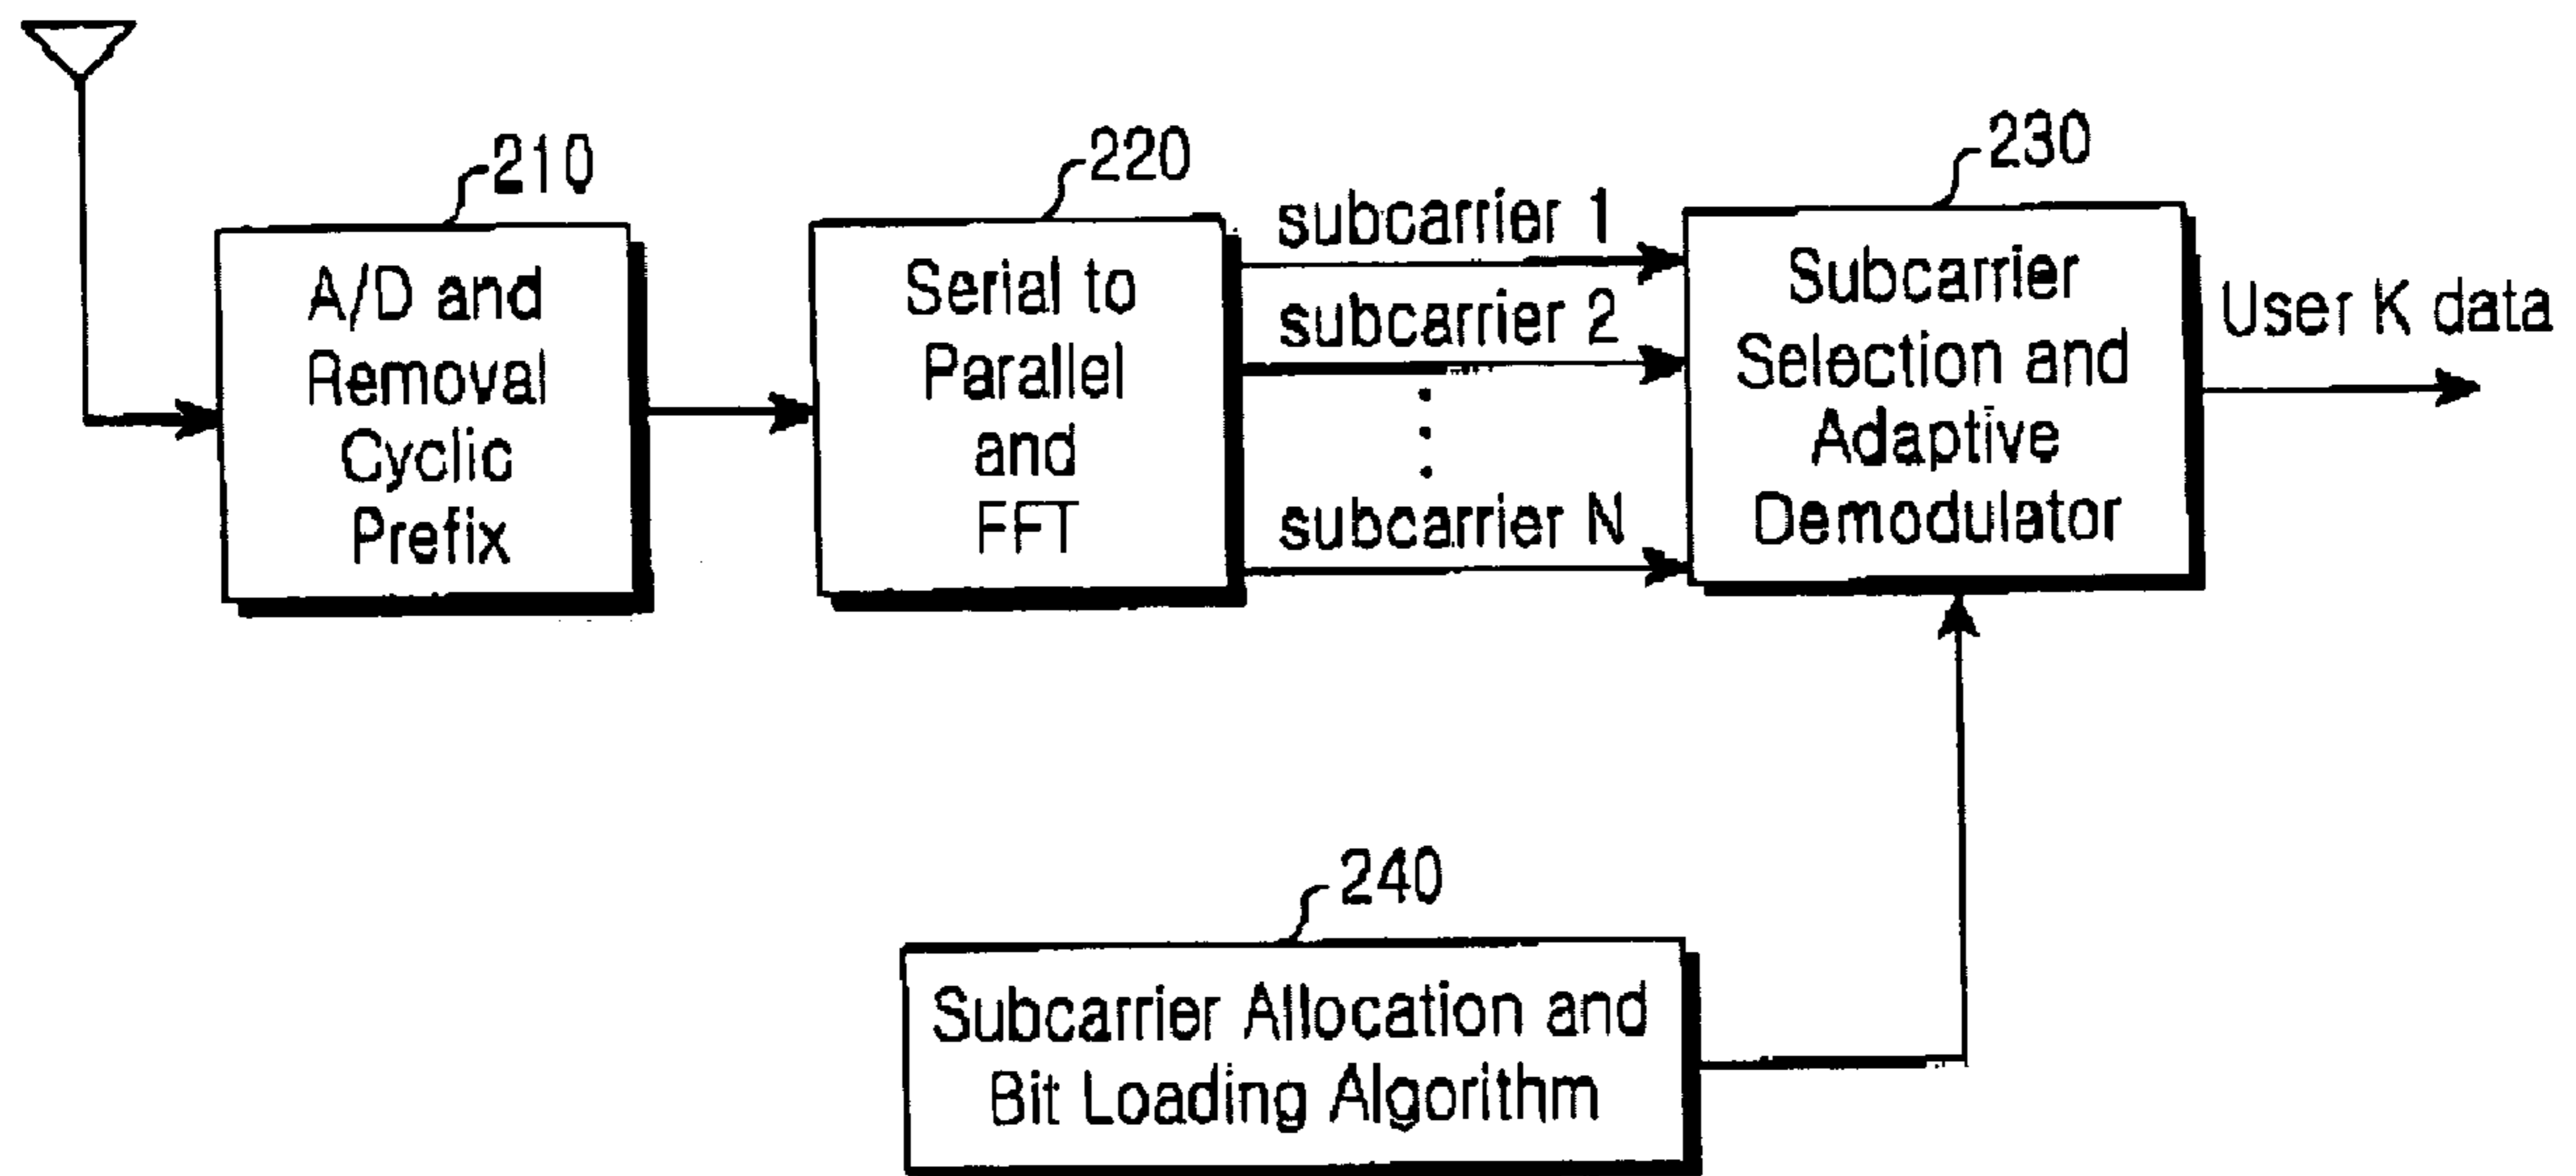 210
220
230
A/D and
Removal
Cyclic
Prefix
Serial to
Parallel
and
FFT
subcarrier 1
subcarrier 2
subcarrier N
Subcarrier
Selection and
Adaptive
Demodulator
User K data
240
Subcarrier Allocation and
Bit Loading Algorithm